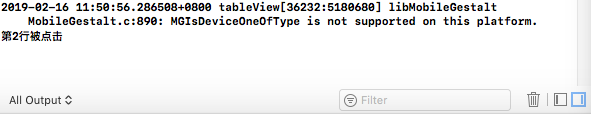 2019-02-16 11:50:56.286508+0800 tableView[36232:5180680] libMobileGestalt
MobileGestalt.c:890: MGIsDeviceOneOfType is not supported on this platform.
第2行被点击
All Output
Filter